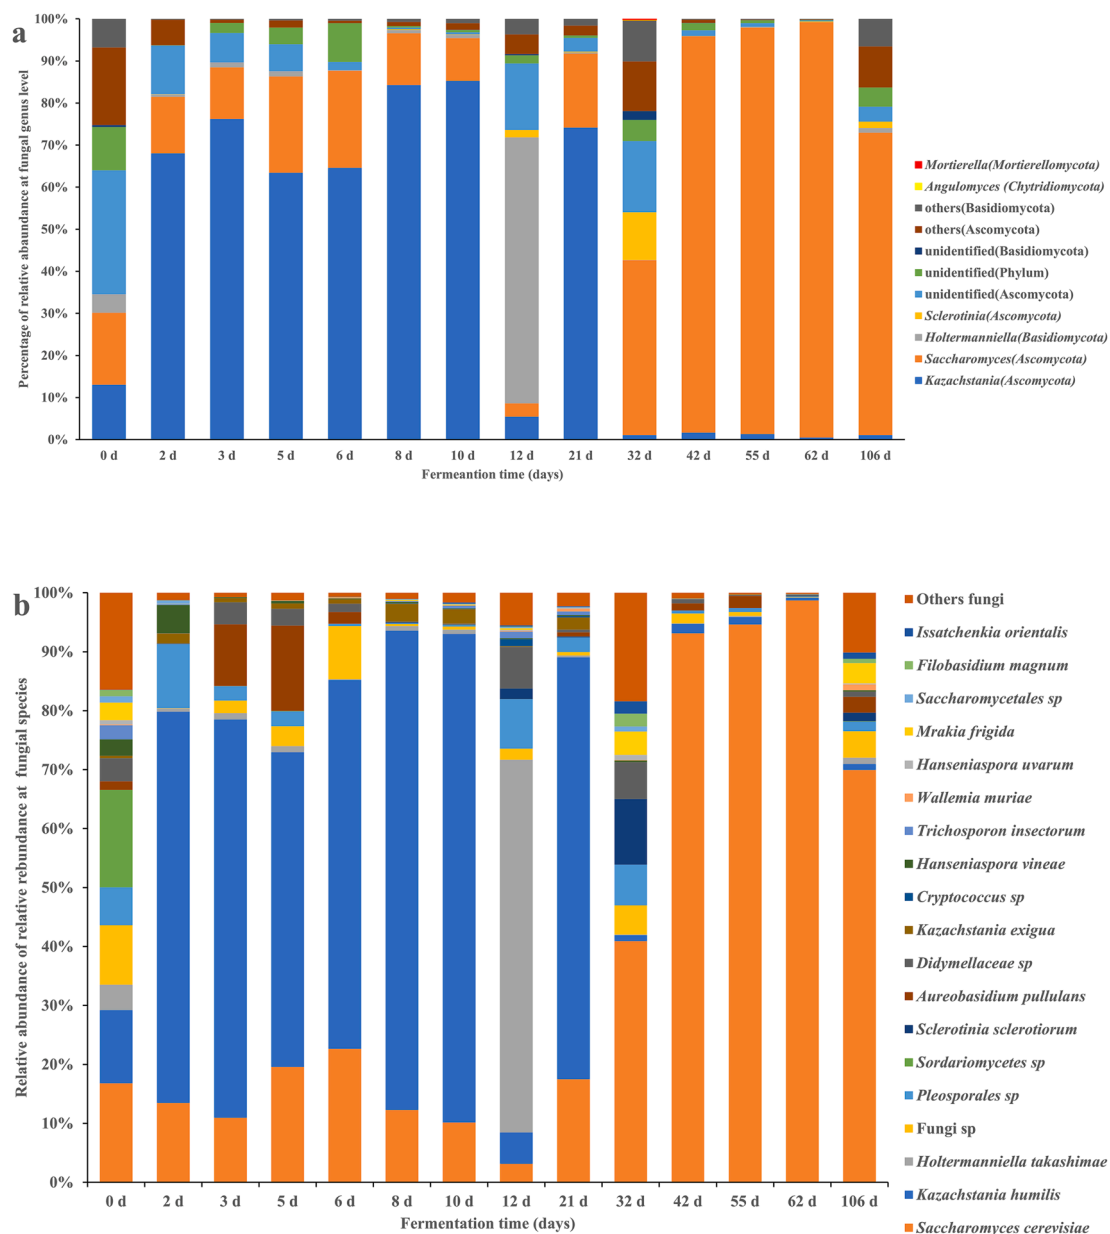 a
Percentage of relative abaundance at fungal genus level
100%
90%
80%
70%
60%
50%
40%
30%
20%
10%
0%
0 d 2 d 3 d 5 d 6 d 8 d 10 d 12 d 21 d 32 d 42 d 55 d 62 d 106 d
Fermeantion time (days)
Mortierella(Mortierellomycota)
Angulomyces (Chytridiomycota)
others(Basidiomycota)
others(Ascomycota)
unidentified(Basidiomycota)
unidentified(Phylum)
unidentified(Ascomycota)
Sclerotinia(Ascomycota)
Holtermanniella(Basidiomycota)
Saccharomyces(Ascomycota)
Kazachstania(Ascomycota)
b
Relative abundance of relative rebundance at fungial species
100%
90%
80%
70%
60%
50%
40%
30%
20%
10%
0%
0 d 2 d 3 d 5 d 6 d 8 d 10 d 12 d 21 d 32 d 42 d 55 d 62 d 106 d
Fermentation time (days)
Others fungi
Issatchenkia orientalis
Filobasidium magnum
Saccharomycetales sp
Mrakia frigida
Hanseniaspora uvarum
Wallemia muriae
Trichosporon insectorum
Hanseniaspora vineae
Cryptococcus sp
Kazachstania exigua
Didymellaceae sp
Aureobasidium pullulans
Sclerotinia sclerotiorum
Sordariomycetes sp
Pleosporales sp
Fungi sp
Holtermanniella takashimae
Kazachstania humilis
Saccharomyces cerevisiae